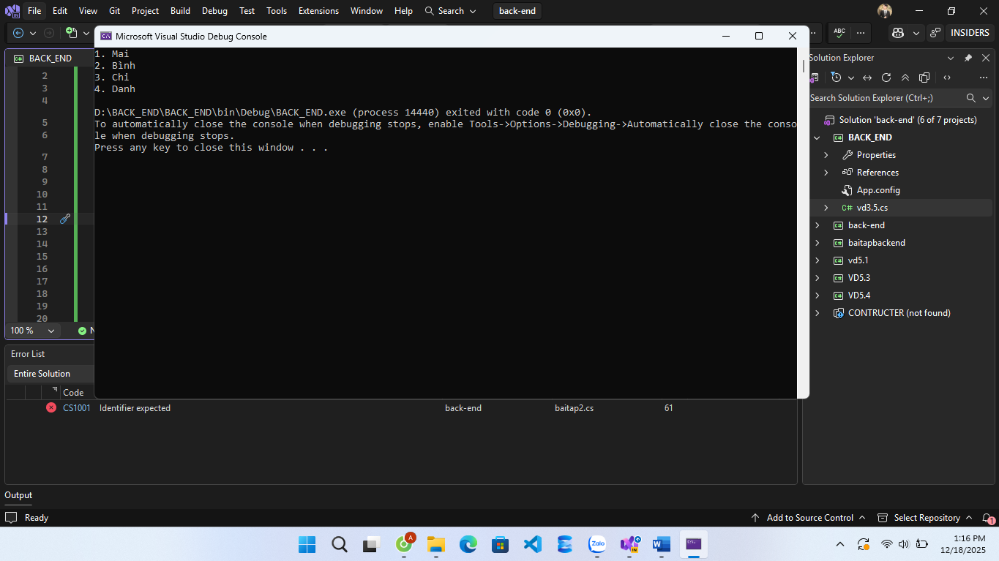 File Edit View Git Project Build Debug Test Tools Extensions Window Help Search back-end
INSIDERS
Microsoft Visual Studio Debug Console
1. Mai
2. Bình
3. Chi
4. Danh
D:\BACK_END\BACK_END\bin\Debug\BACK_END.exe (process 14440) exited with code 0 (0x0).
To automatically close the console when debugging stops, enable Tools->Options->Debugging->Automatically close the conso
le when debugging stops.
Press any key to close this window . . .
BACK_END
2
3
4
5
6
7
8
9
10
11
12
13
14
15
16
17
18
19
20
100 %
Solution Explorer
Search Solution Explorer (Ctrl+;)
Solution 'back-end' (6 of 7 projects)
BACK_END
Properties
References
App.config
C# vd3.5.cs
back-end
baitapbackend
vd5.1
VD5.3
VD5.4
CONTRUCTER (not found)
Error List
Entire Solution
Code
CS1001 Identifier expected back-end baitap2.cs 61
Output
Ready Add to Source Control Select Repository 1
A
Zalo
1:16 PM
12/18/2025